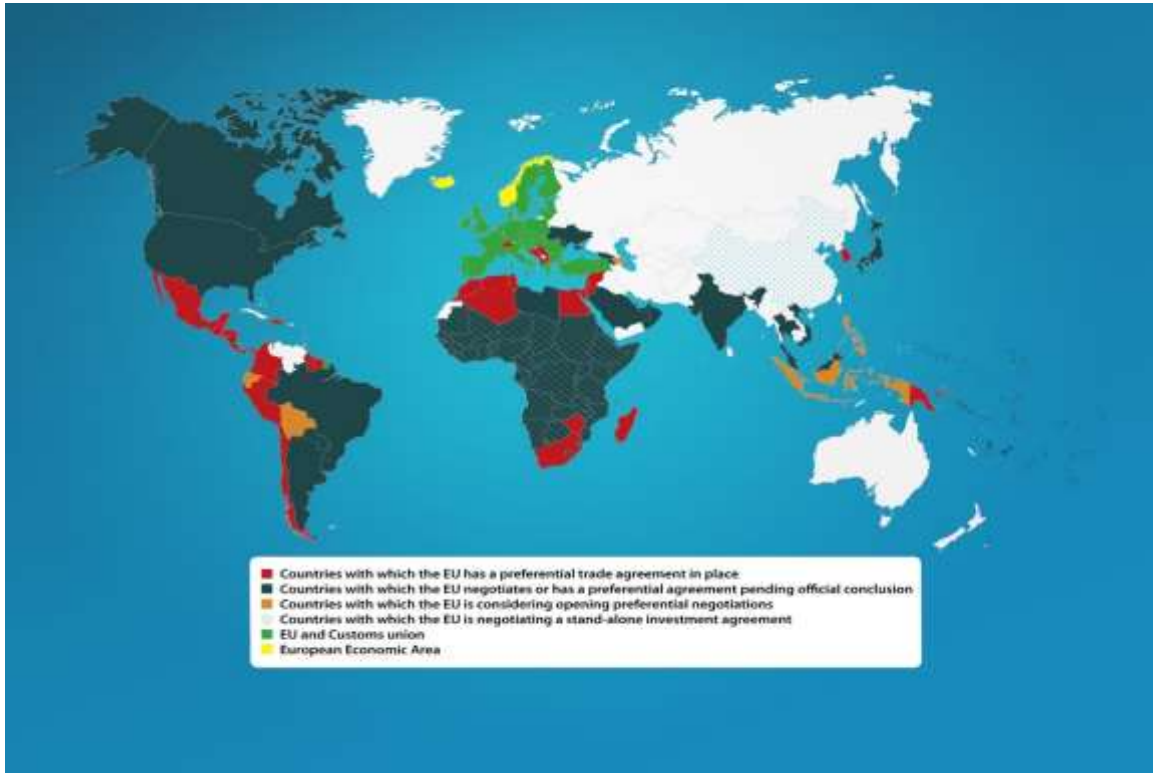 Countries with which the EU has a preferential trade agreement in place
Countries with which the EU negotiates or has a preferential agreement pending official conclusion
Countries with which the EU is considering opening preferential negotiations
Countries with which the EU is negotiating a stand-alone investment agreement
EU and Customs union
European Economic Area